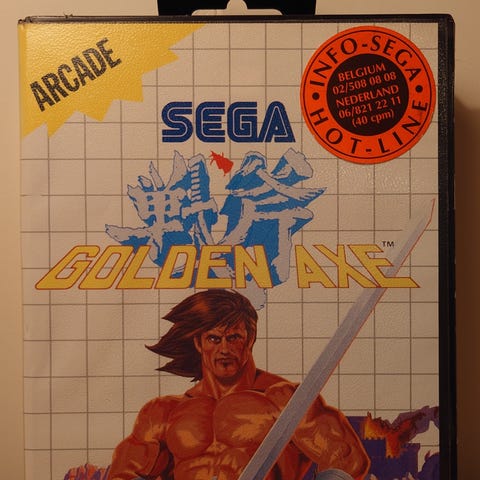 ARCADE
INFO-SEGA
BELGIUM
02/508 08 08
NEDERLAND
06/821 22 11
(40 cpm)
HOT-LINE
SEGA
戦斧
GOLDEN AXE™